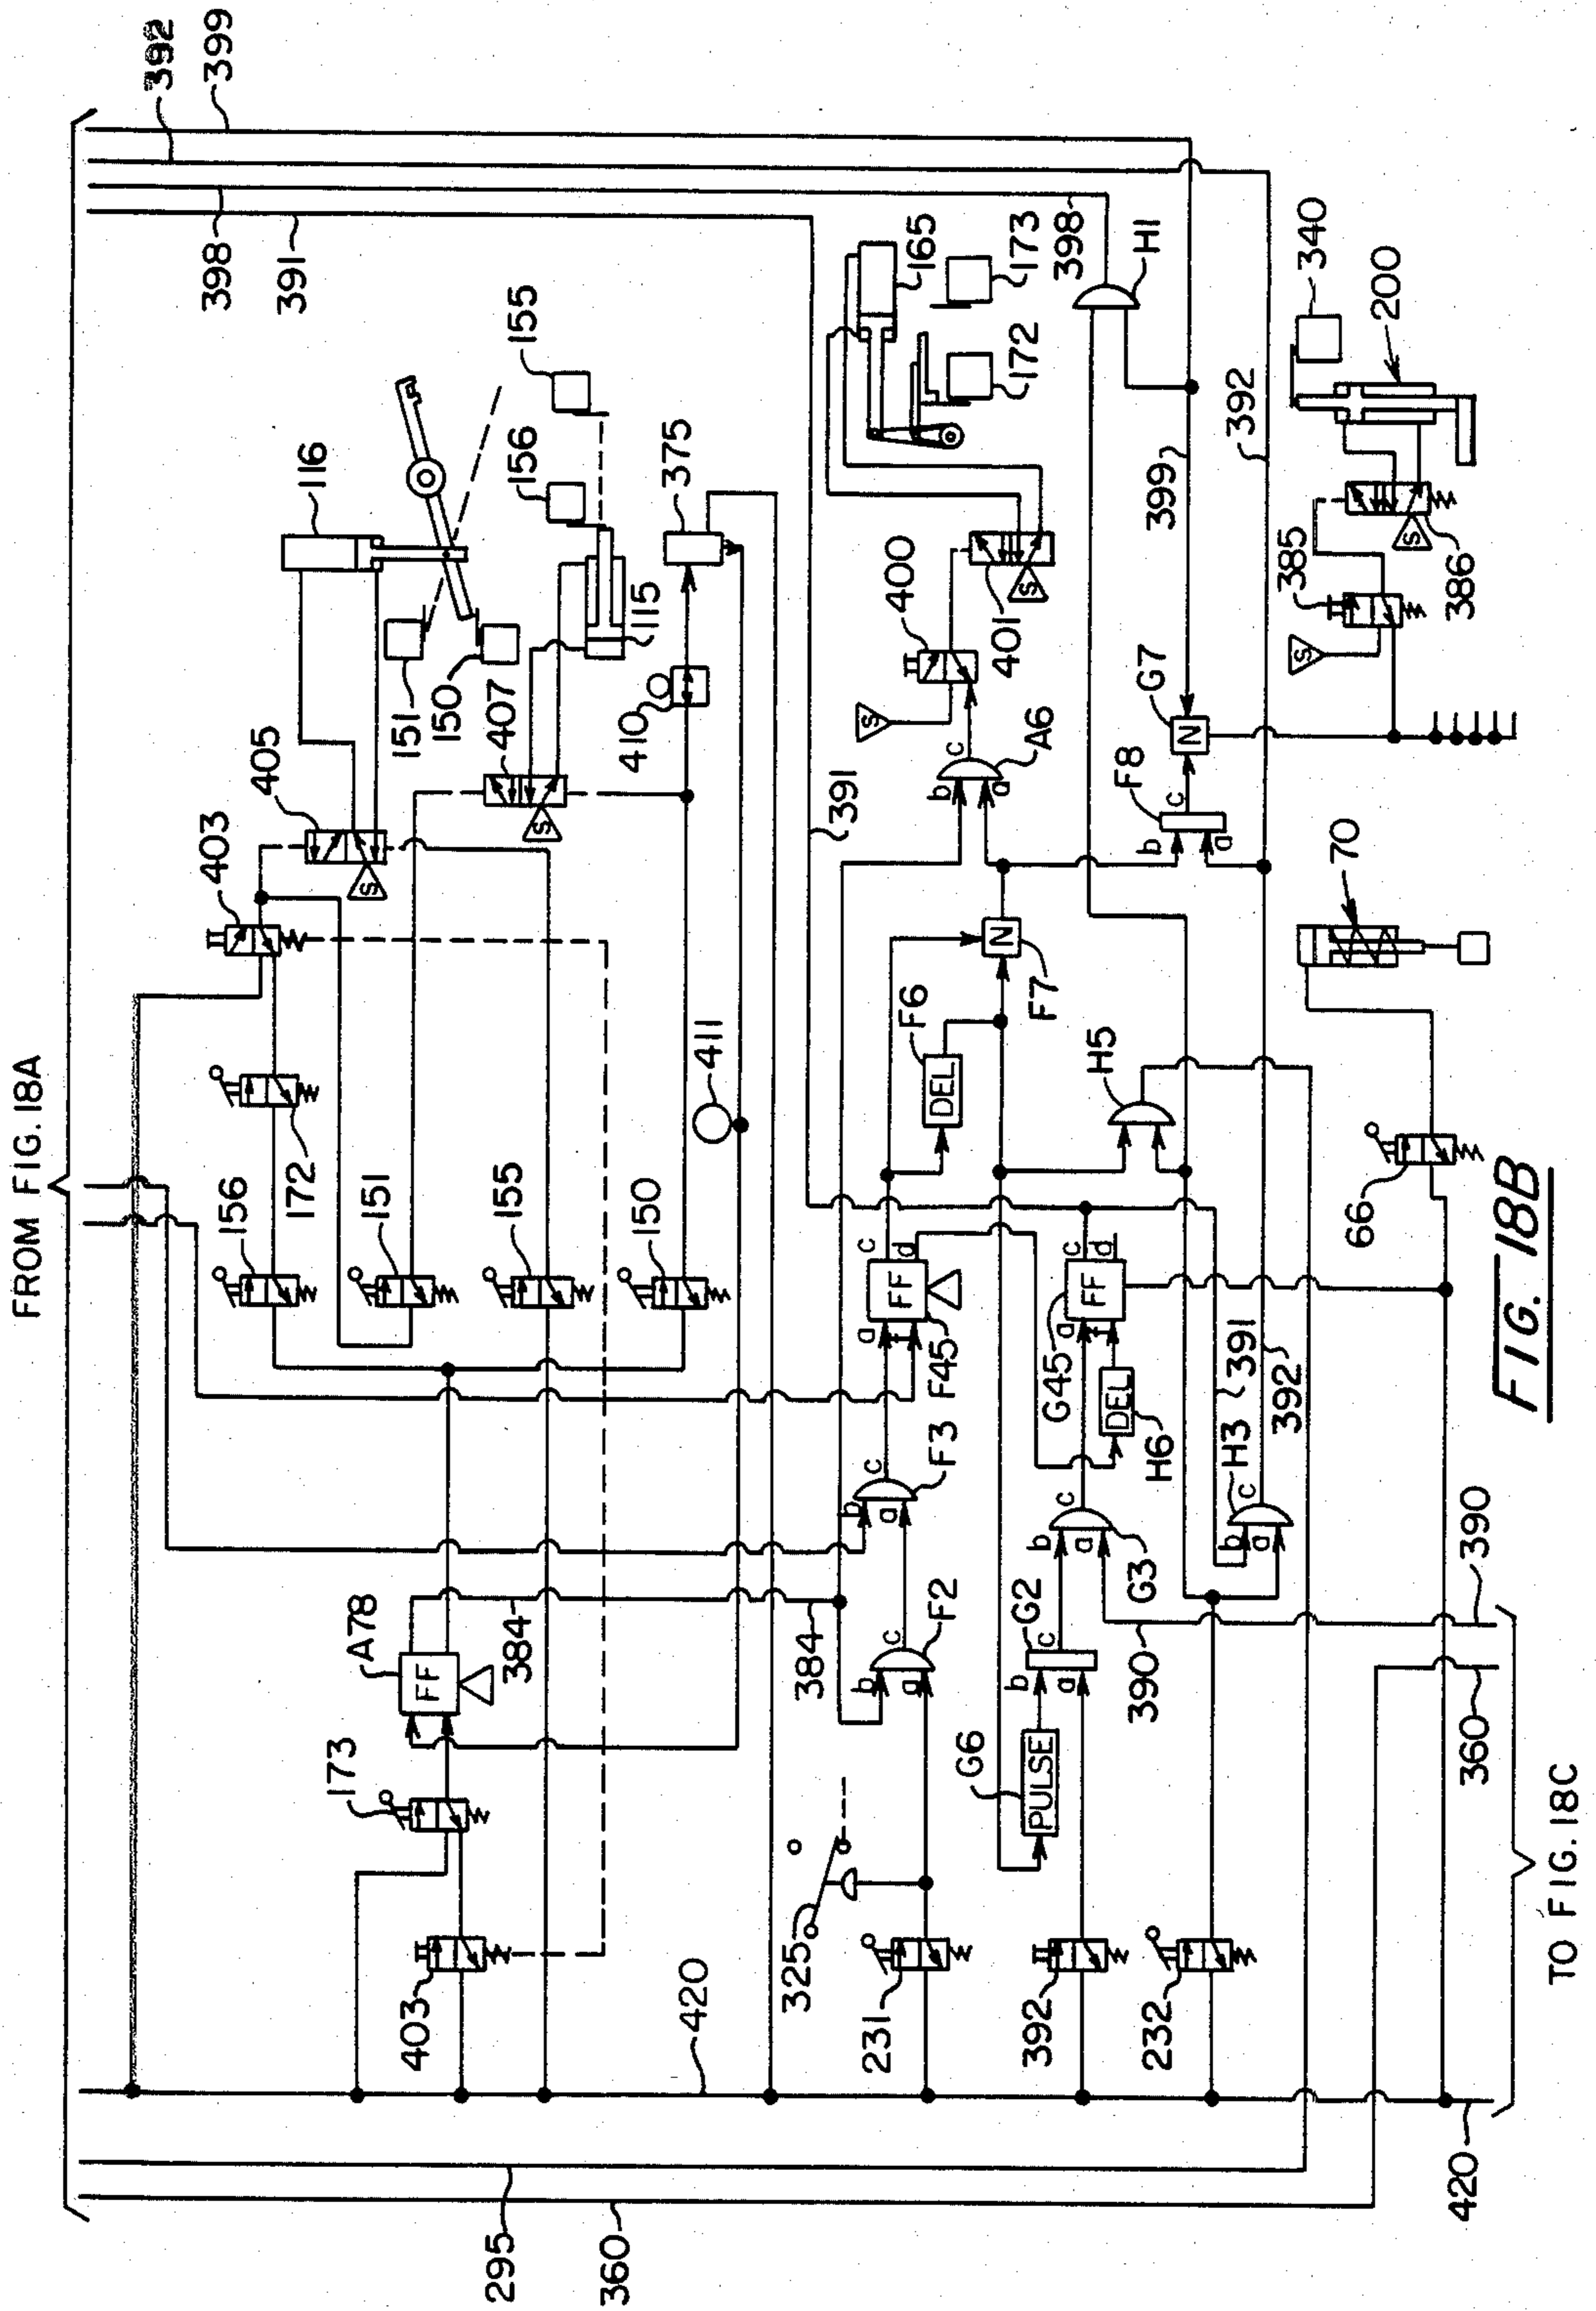 FROM FIG. 18A
392
399
398
391
116
155
156
375
151
150
405
407
410
115
S
S
403
156
172
151
155
150
411
A78
FF
384
173
403
420
295
360
165
173
172
398
H1
400
401
S
S
A6
c
b
a
391
399
392
G7
N
F8
c
b
a
340
200
385
386
S
S
F6
DEL
N
F7
H5
70
66
c
d
FF
a
f
F45
c
d
FF
a
f
G45
DEL
H6
F3
c
b
a
384
F2
c
b
a
G2
c
b
a
G3
c
b
a
G6
PULSE
H3
391
392
c
b
a
390
390
360
325
231
392
232
420
FIG. 18B
TO FIG. 18C